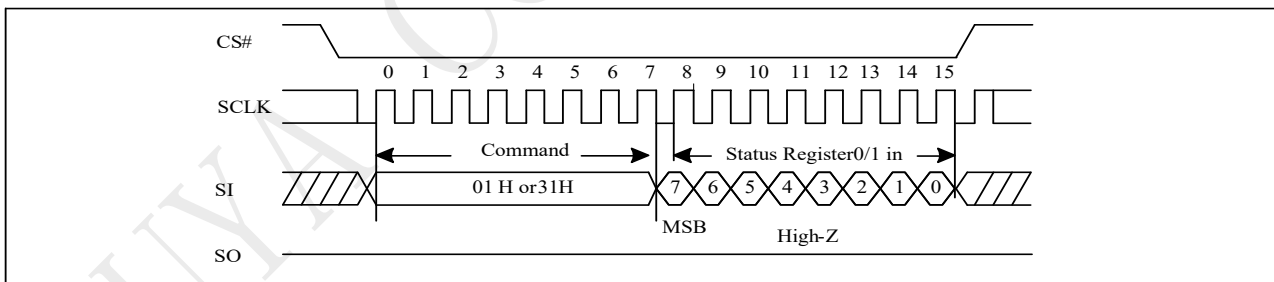 CS#
0 1 2 3 4 5 6 7 8 9 10 11 12 13 14 15
SCLK
Command
Status Register0/1 in
SI
01 H or31H
7 6 5 4 3 2 1 0
MSB
High-Z
SO